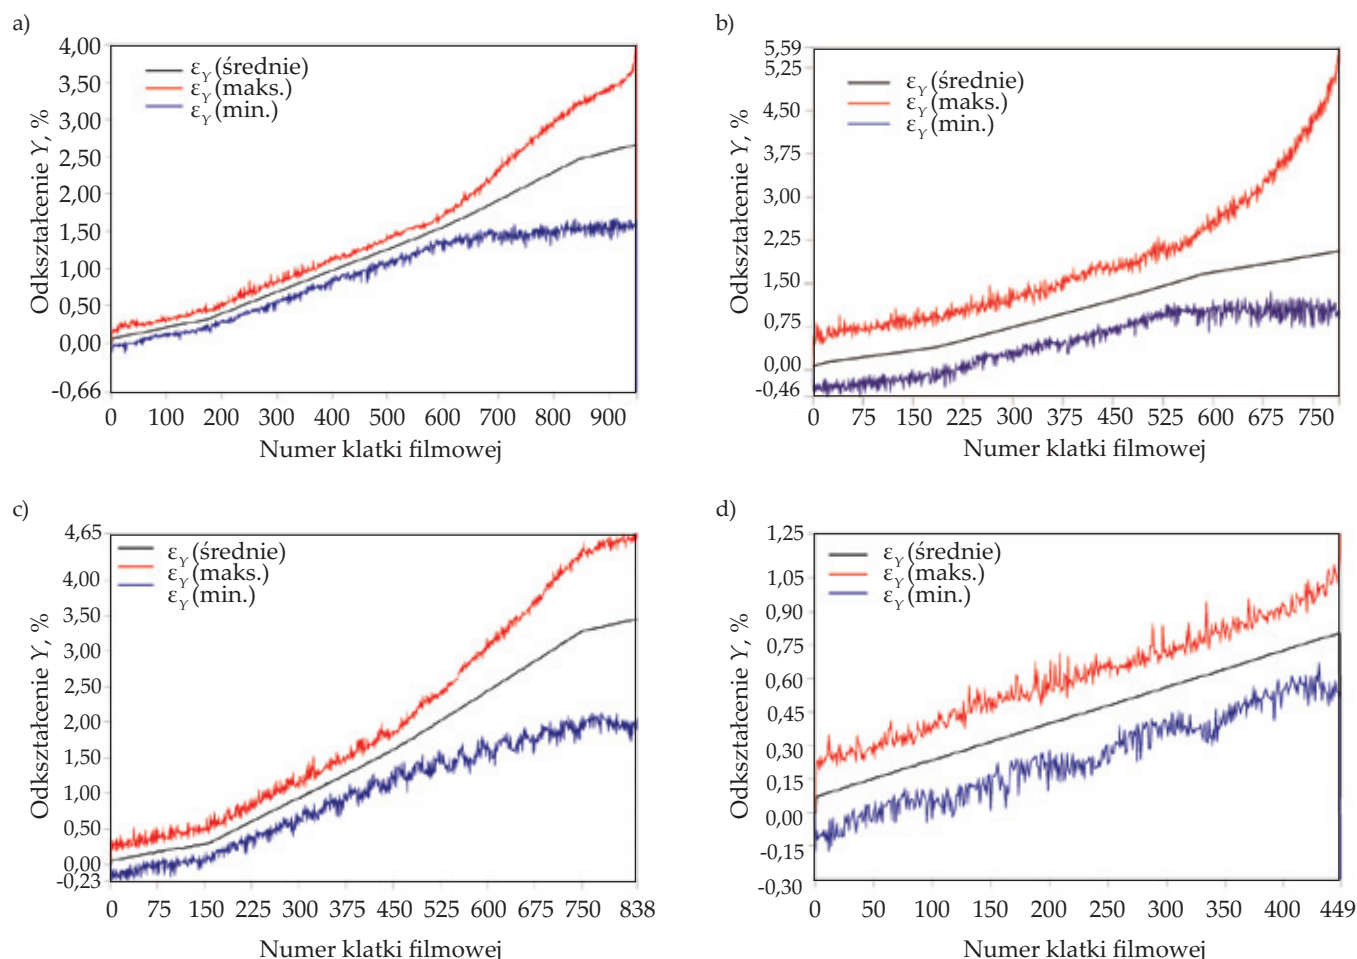 a)
4,00
3,50
3,00
2,50
2,00
1,50
1,00
0,50
0,00
-0,66
Odkształcenie Y, %
εY (średnie)
εY (maks.)
εY (min.)
0 100 200 300 400 500 600 700 800 900
Numer klatki filmowej
b)
5,59
5,25
4,50
3,75
3,00
2,25
1,50
0,75
0,00
-0,46
Odkształcenie Y, %
εY (średnie)
εY (maks.)
εY (min.)
0 75 150 225 300 375 450 525 600 675 750
Numer klatki filmowej
c)
4,65
4,00
3,50
3,00
2,50
2,00
1,50
1,00
0,50
0,00
-0,23
Odkształcenie Y, %
εY (średnie)
εY (maks.)
εY (min.)
0 75 150 225 300 375 450 525 600 675 750 838
Numer klatki filmowej
d)
1,25
1,05
0,90
0,75
0,60
0,45
0,30
0,15
0,00
-0,15
-0,30
Odkształcenie Y, %
εY (średnie)
εY (maks.)
εY (min.)
0 50 100 150 200 250 300 350 400 449
Numer klatki filmowej